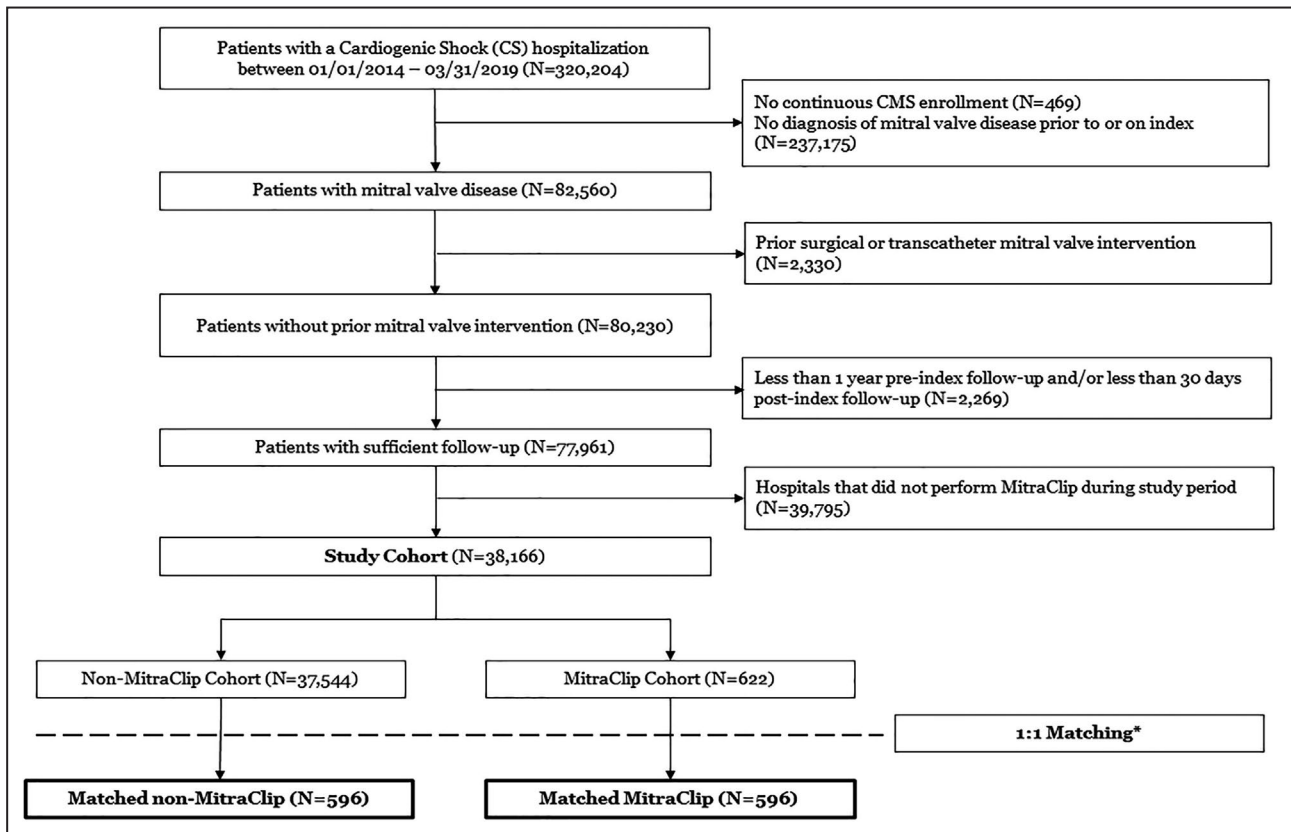 Patients with a Cardiogenic Shock (CS) hospitalization
between 01/01/2014 – 03/31/2019 (N=320,204)
No continuous CMS enrollment (N=469)
No diagnosis of mitral valve disease prior to or on index
(N=237,175)
Patients with mitral valve disease (N=82,560)
Prior surgical or transcatheter mitral valve intervention
(N=2,330)
Patients without prior mitral valve intervention (N=80,230)
Less than 1 year pre-index follow-up and/or less than 30 days
post-index follow-up (N=2,269)
Patients with sufficient follow-up (N=77,961)
Hospitals that did not perform MitraClip during study period
(N=39,795)
Study Cohort (N=38,166)
Non-MitraClip Cohort (N=37,544)
MitraClip Cohort (N=622)
1:1 Matching*
Matched non-MitraClip (N=596)
Matched MitraClip (N=596)